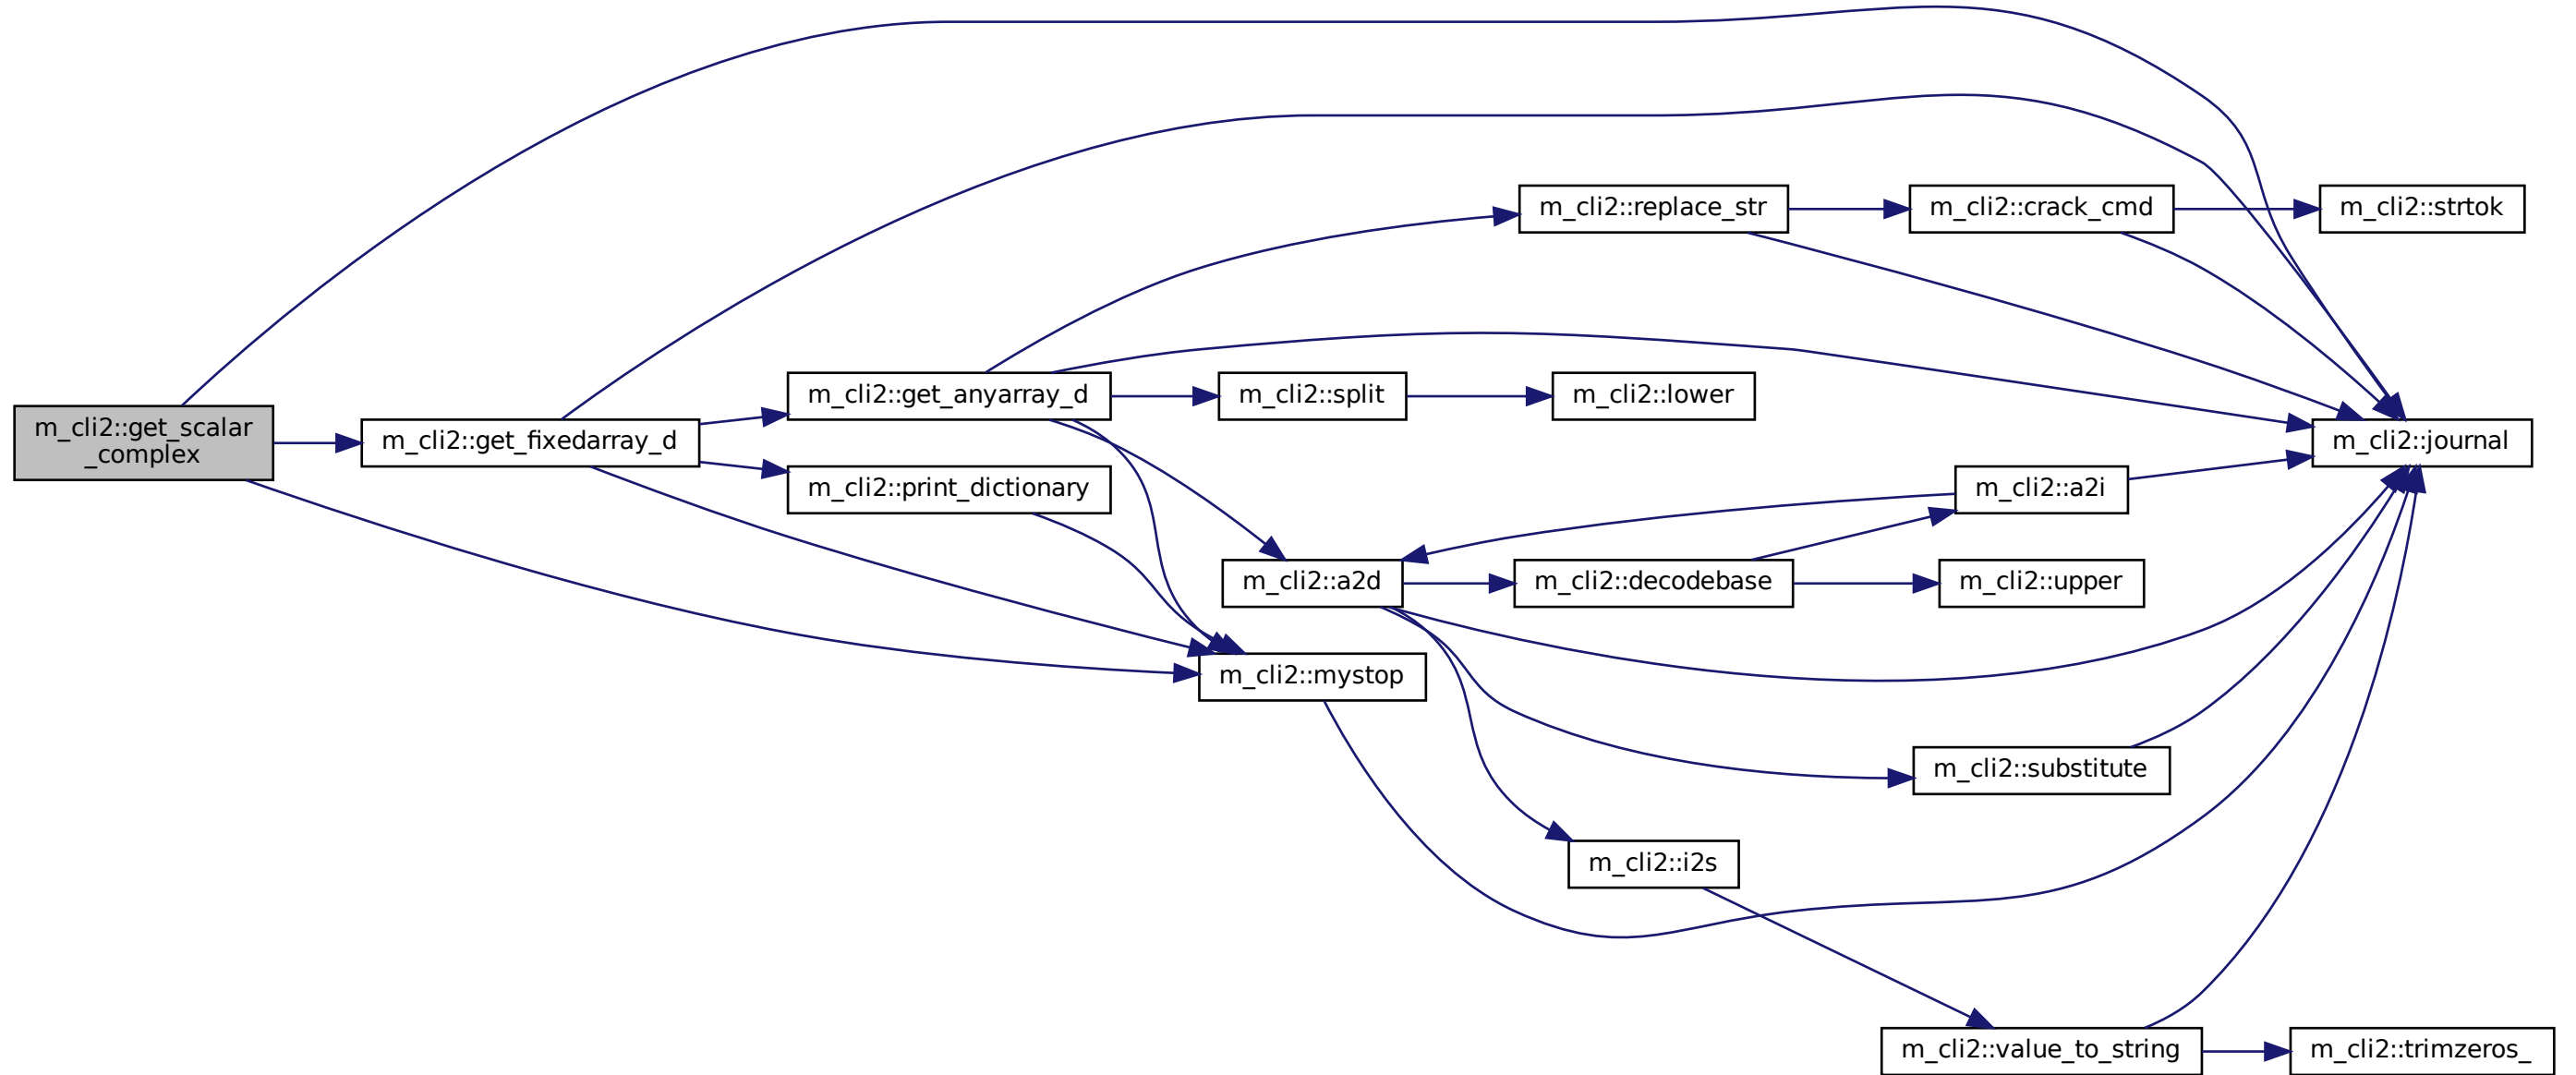 m_cli2::get_scalar
_complex
m_cli2::get_fixedarray_d
m_cli2::get_anyarray_d
m_cli2::print_dictionary
m_cli2::replace_str
m_cli2::crack_cmd
m_cli2::strtok
m_cli2::split
m_cli2::lower
m_cli2::journal
m_cli2::a2i
m_cli2::a2d
m_cli2::decodebase
m_cli2::upper
m_cli2::mystop
m_cli2::substitute
m_cli2::i2s
m_cli2::value_to_string
m_cli2::trimzeros_